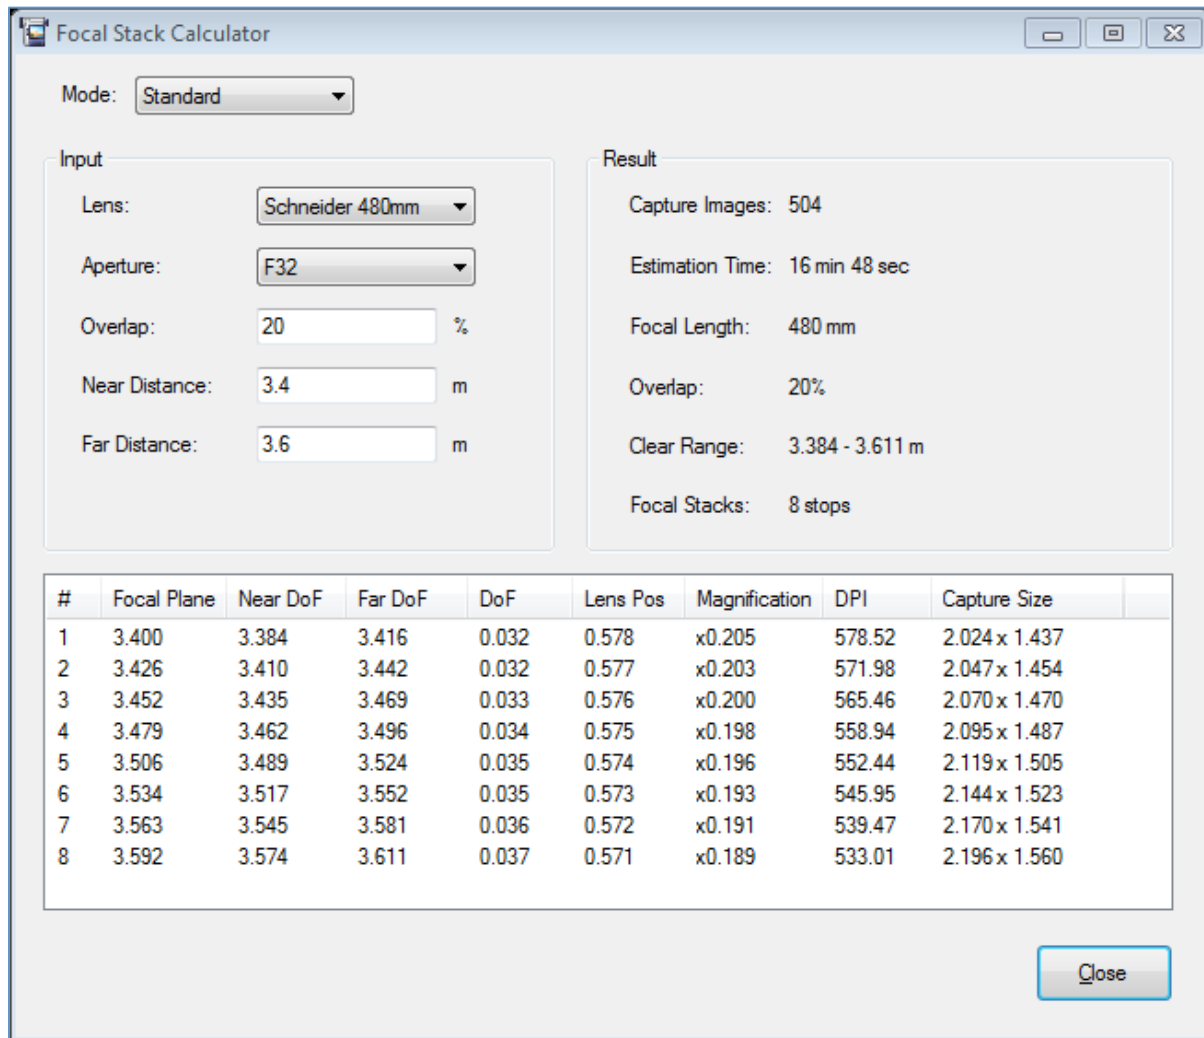 Focal Stack Calculator
Mode: Standard
Input
Lens: Schneider 480mm
Aperture: F32
Overlap: 20 %
Near Distance: 3.4 m
Far Distance: 3.6 m
Result
Capture Images: 504
Estimation Time: 16 min 48 sec
Focal Length: 480 mm
Overlap: 20%
Clear Range: 3.384 - 3.611 m
Focal Stacks: 8 stops
# Focal Plane Near DoF Far DoF DoF Lens Pos Magnification DPI Capture Size
1 3.400 3.384 3.416 0.032 0.578 x0.205 578.52 2.024 x 1.437
2 3.426 3.410 3.442 0.032 0.577 x0.203 571.98 2.047 x 1.454
3 3.452 3.435 3.469 0.033 0.576 x0.200 565.46 2.070 x 1.470
4 3.479 3.462 3.496 0.034 0.575 x0.198 558.94 2.095 x 1.487
5 3.506 3.489 3.524 0.035 0.574 x0.196 552.44 2.119 x 1.505
6 3.534 3.517 3.552 0.035 0.573 x0.193 545.95 2.144 x 1.523
7 3.563 3.545 3.581 0.036 0.572 x0.191 539.47 2.170 x 1.541
8 3.592 3.574 3.611 0.037 0.571 x0.189 533.01 2.196 x 1.560
Close